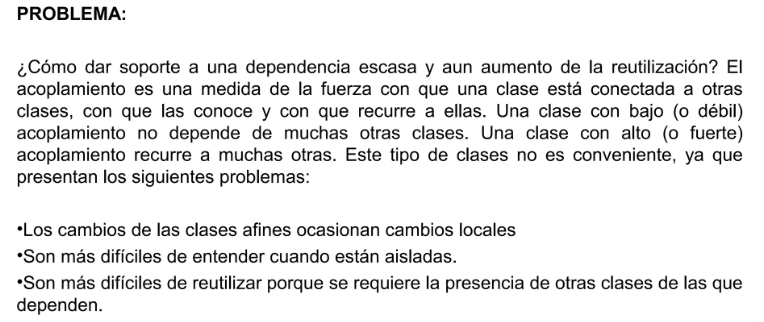 PROBLEMA:
¿Cómo dar soporte a una dependencia escasa y aun aumento de la reutilización? El
acoplamiento es una medida de la fuerza con que una clase está conectada a otras
clases, con que las conoce y con que recurre a ellas. Una clase con bajo (o débil)
acoplamiento no depende de muchas otras clases. Una clase con alto (o fuerte)
acoplamiento recurre a muchas otras. Este tipo de clases no es conveniente, ya que
presentan los siguientes problemas:
•Los cambios de las clases afines ocasionan cambios locales
•Son más difíciles de entender cuando están aisladas.
•Son más difíciles de reutilizar porque se requiere la presencia de otras clases de las que
dependen.